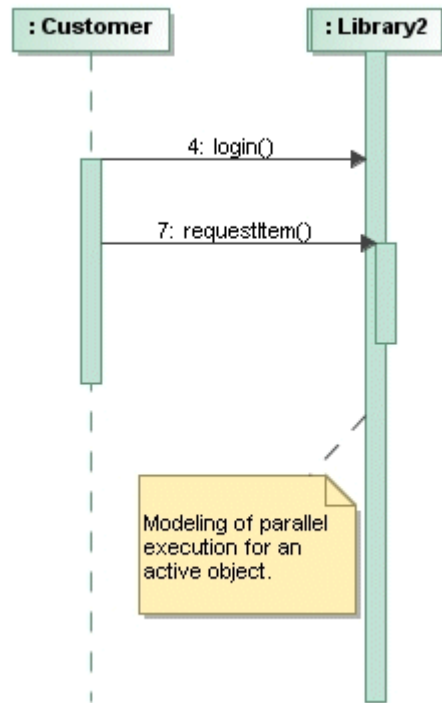 : Customer
: Library2
4: login()
7: requestItem()
Modeling of parallel
execution for an
active object.